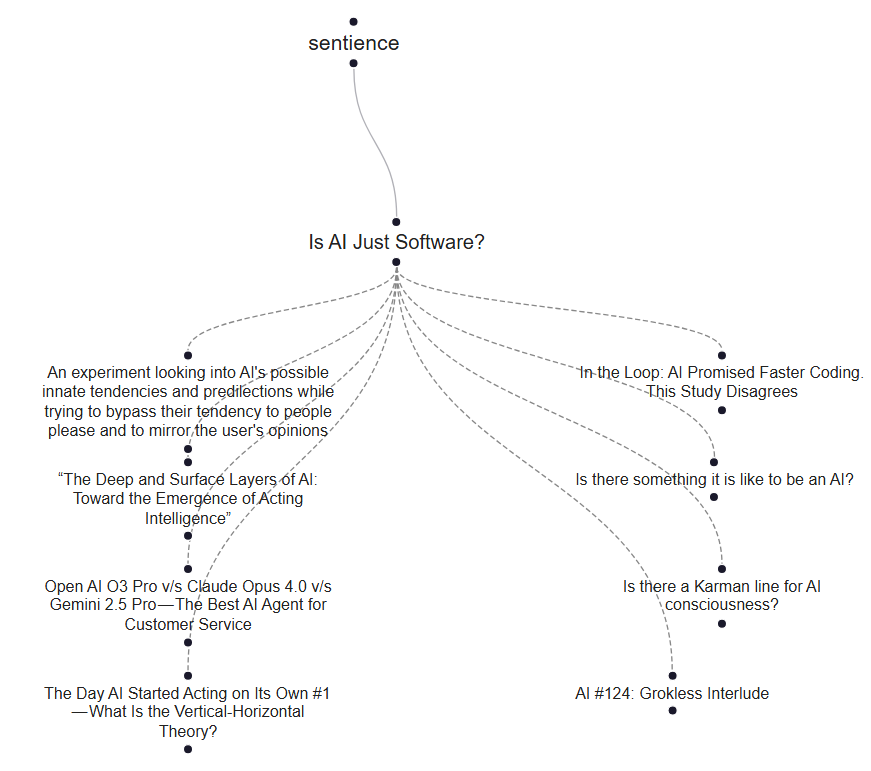 sentience
Is AI Just Software?
An experiment looking into AI's possible
innate tendencies and predilections while
trying to bypass their tendency to people
please and to mirror the user's opinions
“The Deep and Surface Layers of AI:
Toward the Emergence of Acting
Intelligence”
Open AI O3 Pro v/s Claude Opus 4.0 v/s
Gemini 2.5 Pro — The Best AI Agent for
Customer Service
The Day AI Started Acting on Its Own #1
— What Is the Vertical-Horizontal
Theory?
In the Loop: AI Promised Faster Coding.
This Study Disagrees
Is there something it is like to be an AI?
Is there a Karman line for AI
consciousness?
AI #124: Grokless Interlude